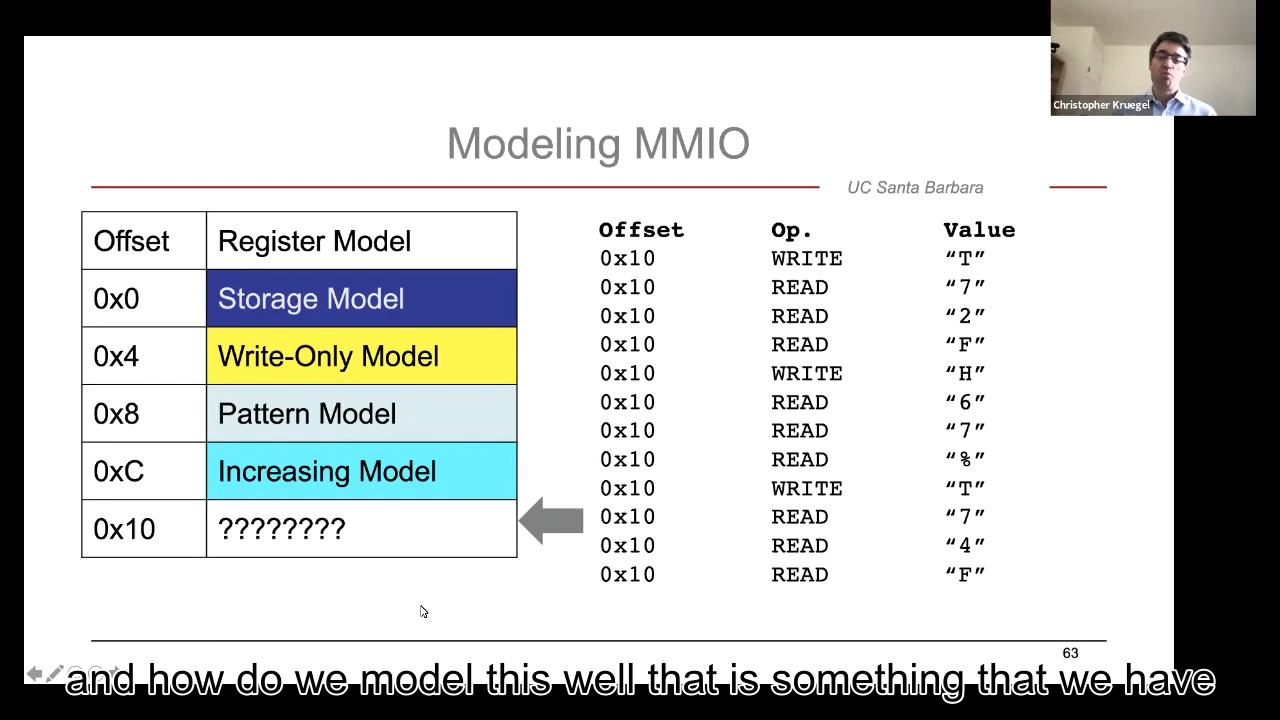 Christopher Kruegel
Modeling MMIO
UC Santa Barbara
Offset Register Model
0x0 Storage Model
0x4 Write-Only Model
0x8 Pattern Model
0xC Increasing Model
0x10 ????????
Offset Op. Value
0x10 WRITE “T”
0x10 READ “7”
0x10 READ “2”
0x10 READ “F”
0x10 WRITE “H”
0x10 READ “6”
0x10 READ “7”
0x10 READ “%”
0x10 WRITE “T”
0x10 READ “7”
0x10 READ “4”
0x10 READ “F”
63
and how do we model this well that is something that we have